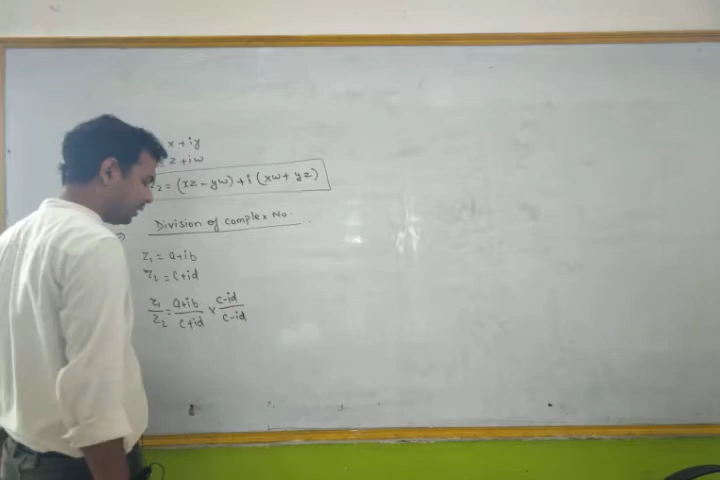 x + iy
z + iw
2 = (xz - yw) + i (xw + yz)
Division of complex No.
z₁ = a+ib
z₂ = c+id
z₁/z₂ = a+ib/c+id × c-id/c-id